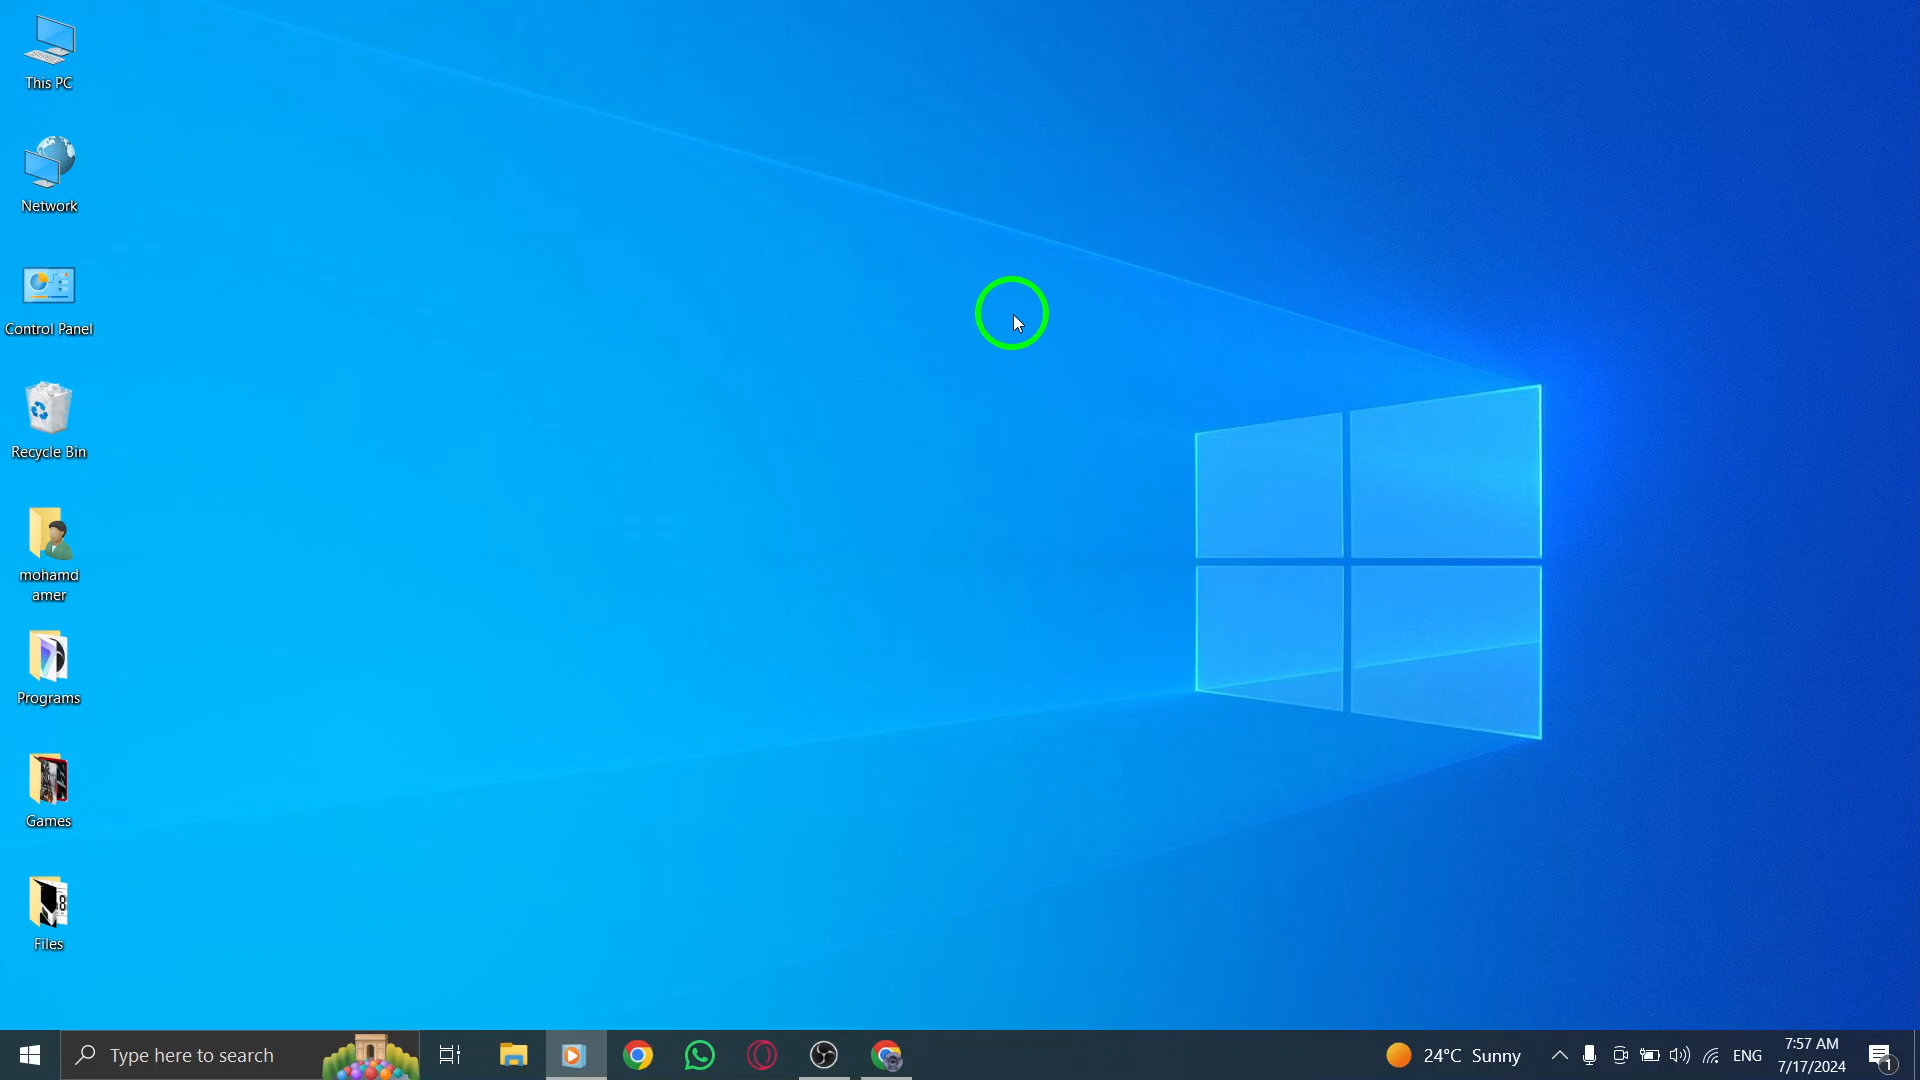 This PC
Network
Control Panel
Recycle Bin
mohamd
amer
Programs
Games
Files
Type here to search
24°C Sunny
ENG
7:57 AM
7/17/2024
1